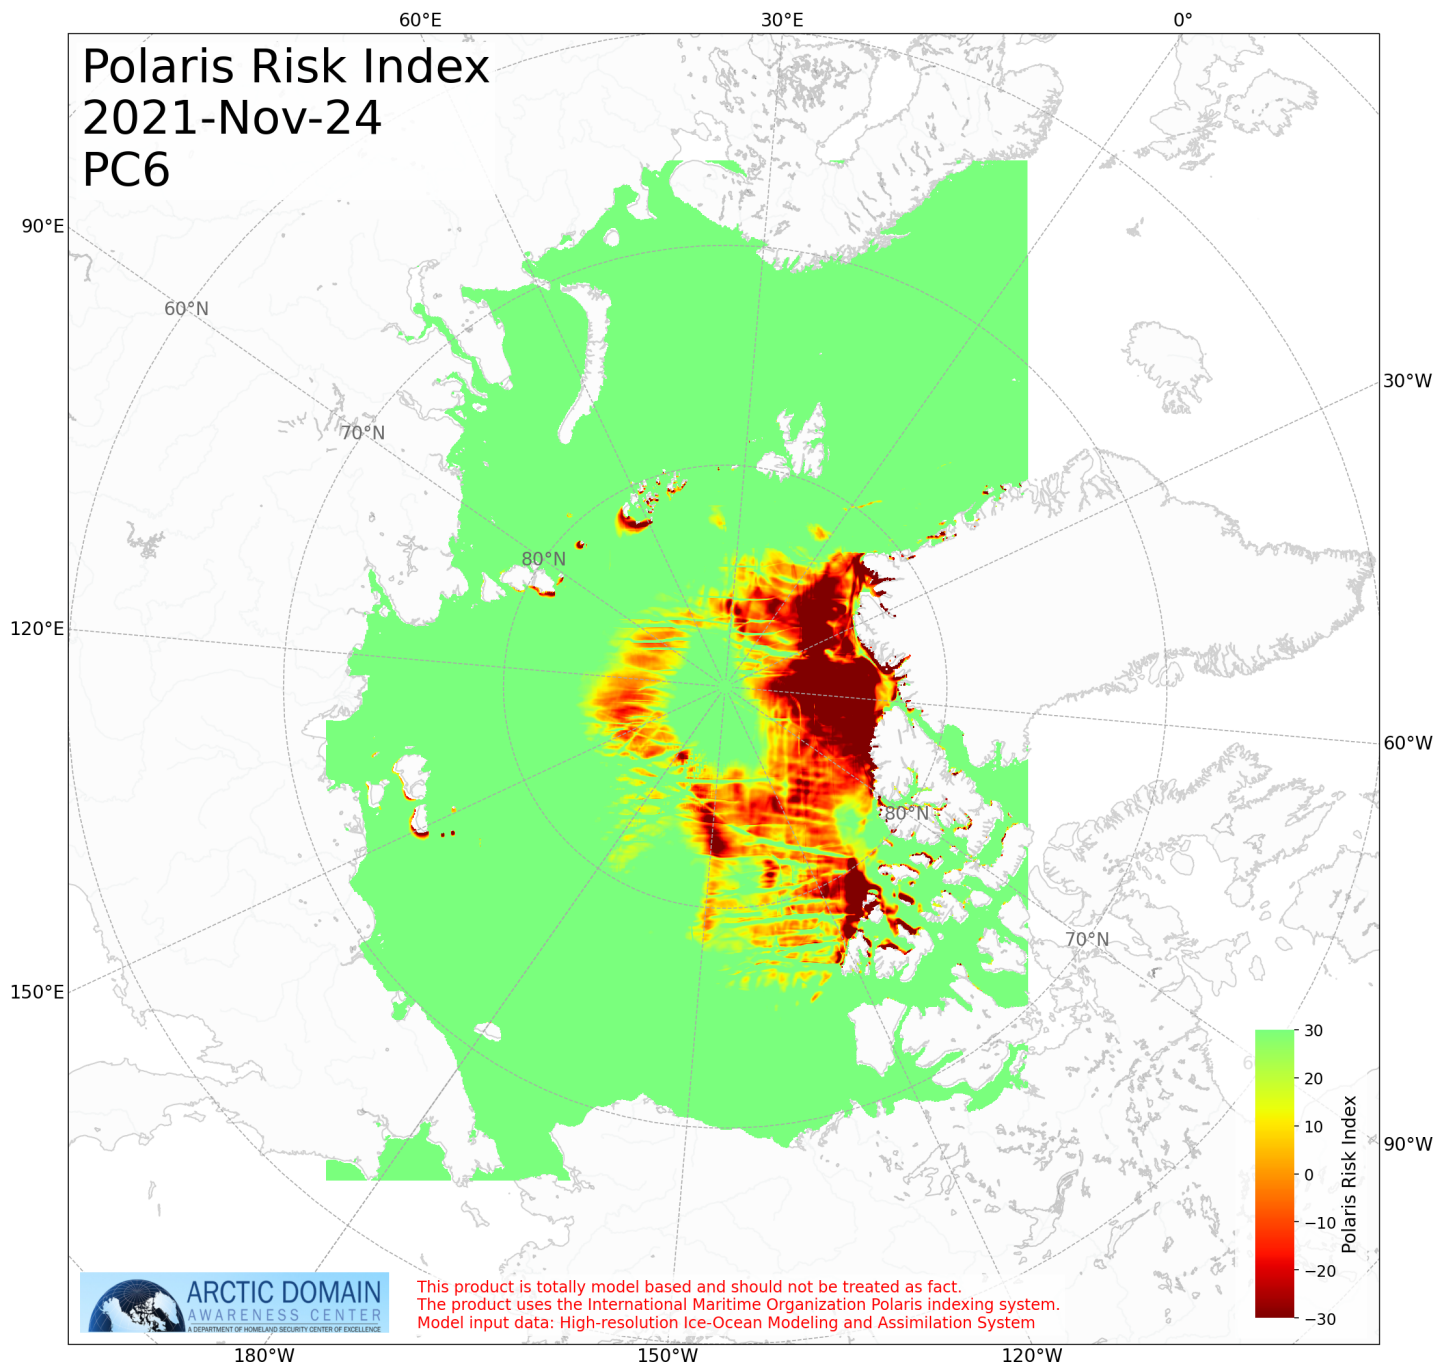 60°E 30°E 0°
Polaris Risk Index
2021-Nov-24
PC6
90°E
60°N
30°W
70°N
80°N
120°E
60°W
80°N
70°N
150°E
30
20
10
0
−10
−20
−30
Polaris Risk Index
90°W
ARCTIC DOMAIN
AWARENESS CENTER
A DEPARTMENT OF HOMELAND SECURITY CENTER OF EXCELLENCE
This product is totally model based and should not be treated as fact.
The product uses the International Maritime Organization Polaris indexing system.
Model input data: High-resolution Ice-Ocean Modeling and Assimilation System
180°W 150°W 120°W